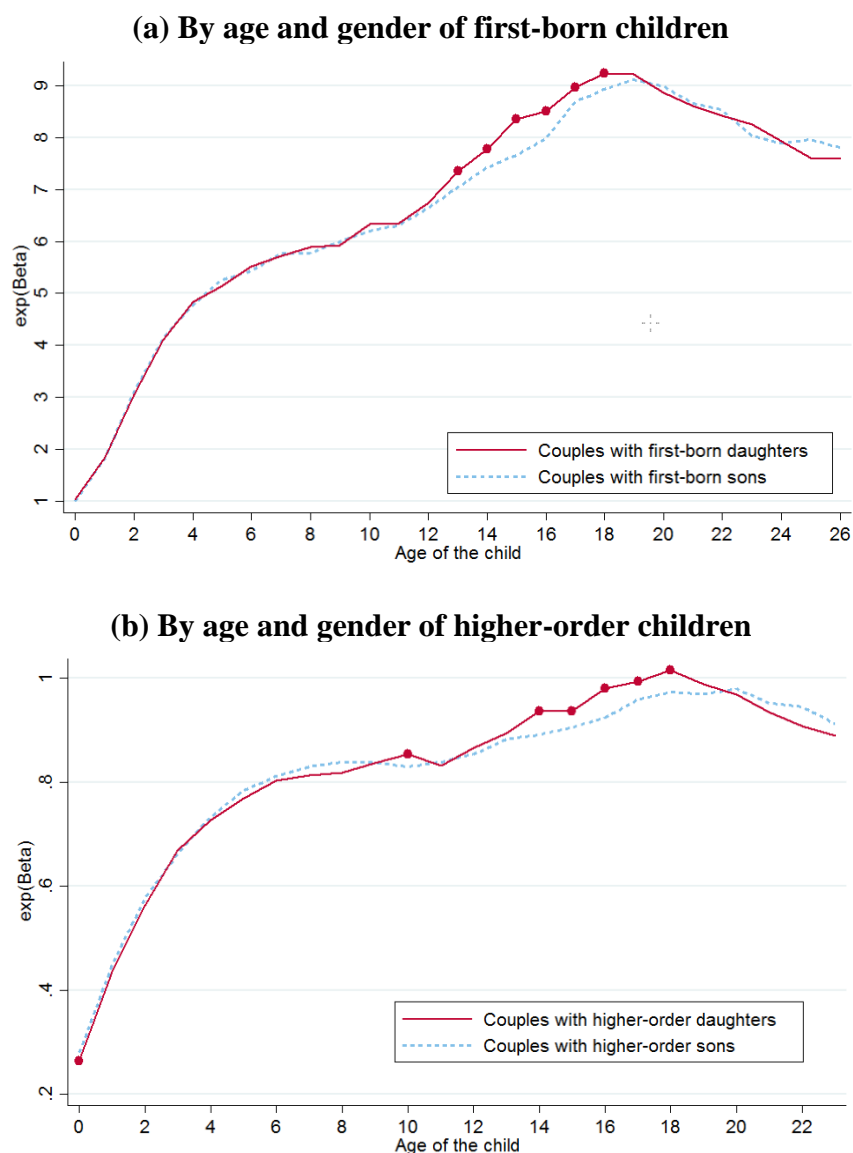 (a) By age and gender of first-born children
exp(Beta)
9
8
7
6
5
4
3
2
1
0 2 4 6 8 10 12 14 16 18 20 22 24 26
Age of the child
Couples with first-born daughters
Couples with first-born sons
(b) By age and gender of higher-order children
exp(Beta)
1
.8
.6
.4
.2
0 2 4 6 8 10 12 14 16 18 20 22
Age of the child
Couples with higher-order daughters
Couples with higher-order sons